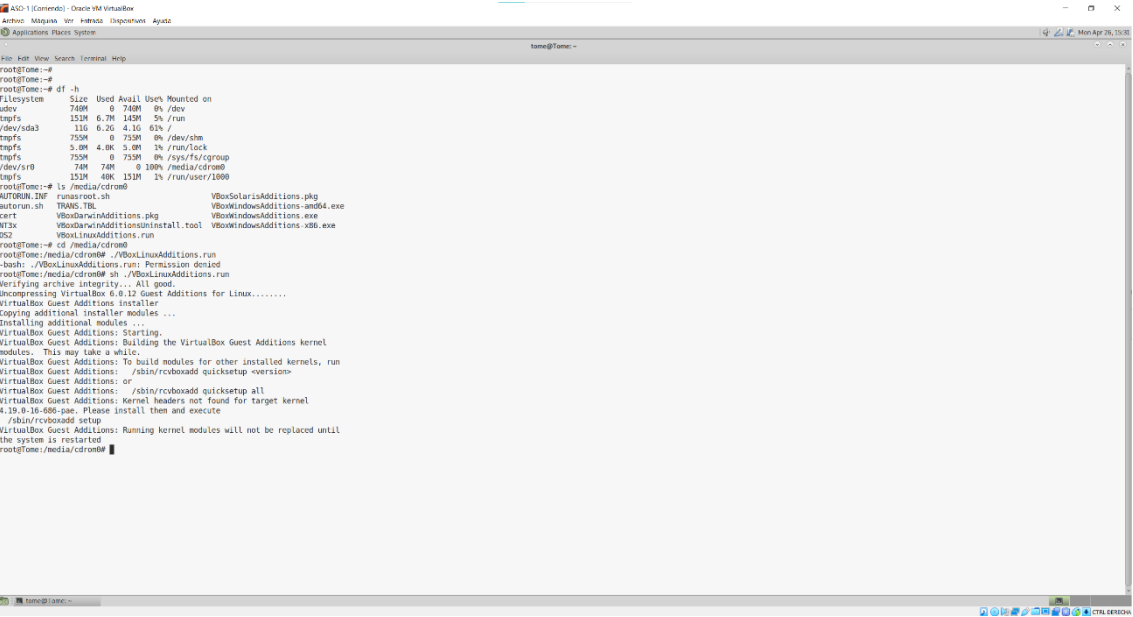 ASO-1 [Corriendo] - Oracle VM VirtualBox
Archivo Máquina Ver Entrada Dispositivos Ayuda
Applications Places System Mon Apr 26, 15:31
tome@Tome: ~
File Edit View Search Terminal Help
root@Tome:~#
root@Tome:~#
root@Tome:~# df -h
Filesystem Size Used Avail Use% Mounted on
udev 740M 0 740M 0% /dev
tmpfs 151M 6.7M 145M 5% /run
/dev/sda3 11G 6.2G 4.1G 61% /
tmpfs 755M 0 755M 0% /dev/shm
tmpfs 5.0M 4.0K 5.0M 1% /run/lock
tmpfs 755M 0 755M 0% /sys/fs/cgroup
/dev/sr0 74M 74M 0 100% /media/cdrom0
tmpfs 151M 40K 151M 1% /run/user/1000
root@Tome:~# ls /media/cdrom0
AUTORUN.INF runasroot.sh VBoxSolarisAdditions.pkg
autorun.sh TRANS.TBL VBoxWindowsAdditions-amd64.exe
cert VBoxDarwinAdditions.pkg VBoxWindowsAdditions.exe
NT3x VBoxDarwinAdditionsUninstall.tool VBoxWindowsAdditions-x86.exe
OS2 VBoxLinuxAdditions.run
root@Tome:~# cd /media/cdrom0
root@Tome:/media/cdrom0# ./VBoxLinuxAdditions.run
-bash: ./VBoxLinuxAdditions.run: Permission denied
root@Tome:/media/cdrom0# sh ./VBoxLinuxAdditions.run
Verifying archive integrity... All good.
Uncompressing VirtualBox 6.0.12 Guest Additions for Linux........
VirtualBox Guest Additions installer
Copying additional installer modules ...
Installing additional modules ...
VirtualBox Guest Additions: Starting.
VirtualBox Guest Additions: Building the VirtualBox Guest Additions kernel
modules. This may take a while.
VirtualBox Guest Additions: To build modules for other installed kernels, run
VirtualBox Guest Additions: /sbin/rcvboxadd quicksetup <version>
VirtualBox Guest Additions: or
VirtualBox Guest Additions: /sbin/rcvboxadd quicksetup all
VirtualBox Guest Additions: Kernel headers not found for target kernel
4.19.0-16-686-pae. Please install them and execute
/sbin/rcvboxadd setup
VirtualBox Guest Additions: Running kernel modules will not be replaced until
the system is restarted
root@Tome:/media/cdrom0#
tome@Tome: ~
CTRL DERECHA